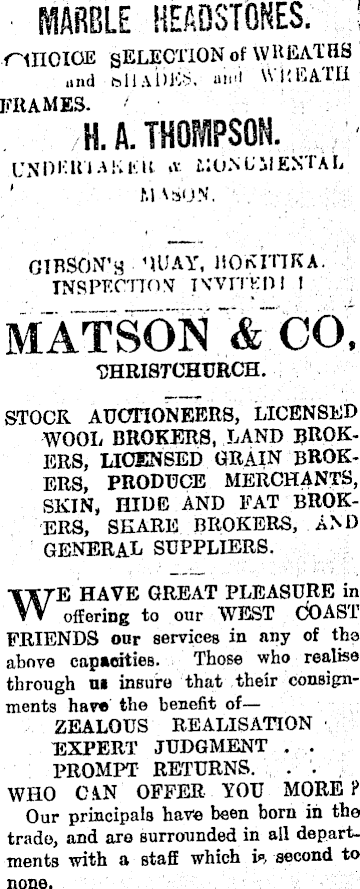 MARBLE HEADSTONES.
CHOICE SELECTION of WREATHS
and SHADES, and WREATH
FRAMES.
H. A. THOMPSON.
UNDERTAKER & MONUMENTAL
MASON.
GIBSON'S QUAY, HOKITIKA.
INSPECTION INVITED! !
MATSON & CO,
CHRISTCHURCH.
STOCK AUCTIONEERS, LICENSED
WOOL BROKERS, LAND BROK-
ERS, LICENSED GRAIN BROK-
ERS, PRODUCE MERCHANTS,
SKIN, HIDE AND FAT BROK-
ERS, SHARE BROKERS, AND
GENERAL SUPPLIERS.
WE HAVE GREAT PLEASURE in
offering to our WEST COAST
FRIENDS our services in any of the
above capacities. Those who realise
through us insure that their consign-
ments have the benefit of—
ZEALOUS REALISATION .
EXPERT JUDGMENT . .
PROMPT RETURNS. . .
WHO CAN OFFER YOU MORE?
Our principals have been born in the
trade, and are surrounded in all depart-
ments with a staff which is second to
none.